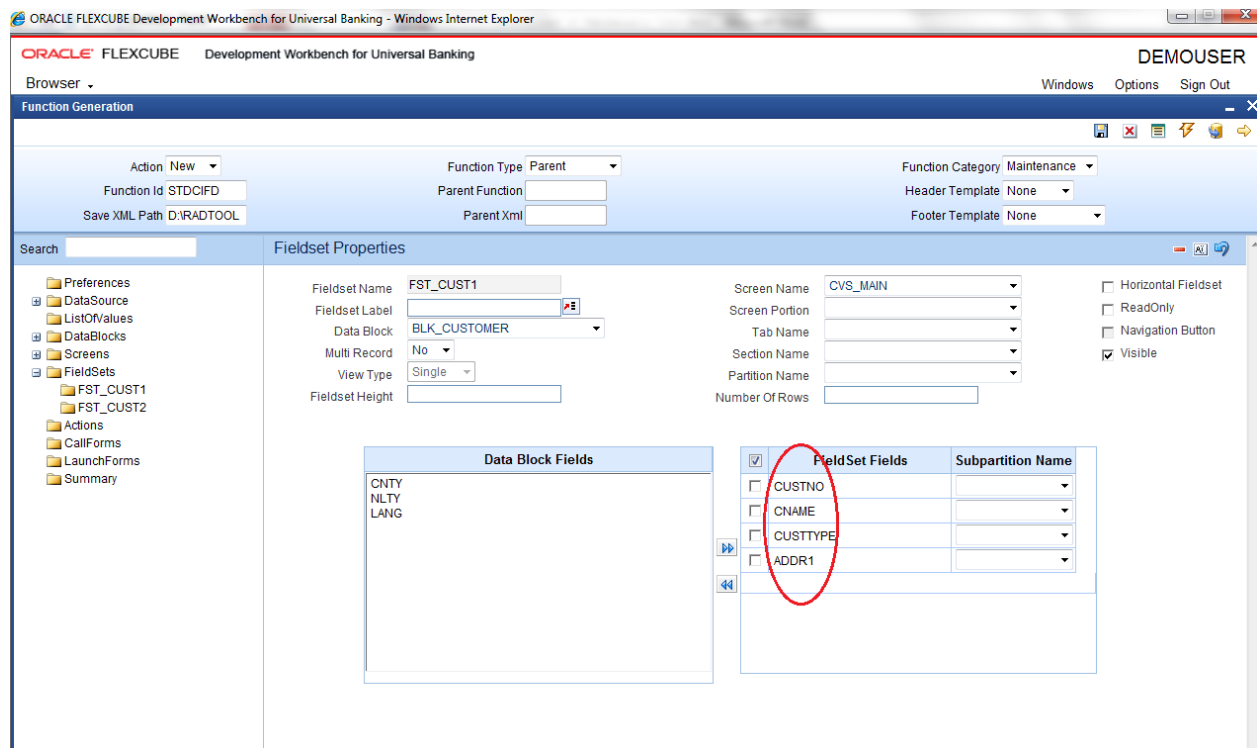 ORACLE FLEXCUBE Development Workbench for Universal Banking - Windows Internet Explorer
ORACLE FLEXCUBE Development Workbench for Universal Banking DEMOUSER
Browser Windows Options Sign Out
Function Generation
Action New Function Type Parent Function Category Maintenance
Function Id STDCIFD Parent Function Header Template None
Save XML Path D:\RADTOOL Parent Xml Footer Template None
Search Fieldset Properties
Preferences
DataSource
ListOfValues
DataBlocks
Screens
FieldSets
FST_CUST1
FST_CUST2
Actions
CallForms
LaunchForms
Summary
Fieldset Name FST_CUST1 Screen Name CVS_MAIN Horizontal Fieldset
Fieldset Label Screen Portion ReadOnly
Data Block BLK_CUSTOMER Tab Name Navigation Button
Multi Record No Section Name Visible
View Type Single Partition Name
Fieldset Height Number Of Rows
Data Block Fields
CNTY
NLTY
LANG
FieldSet Fields Subpartition Name
CUSTNO
CNAME
CUSTTYPE
ADDR1